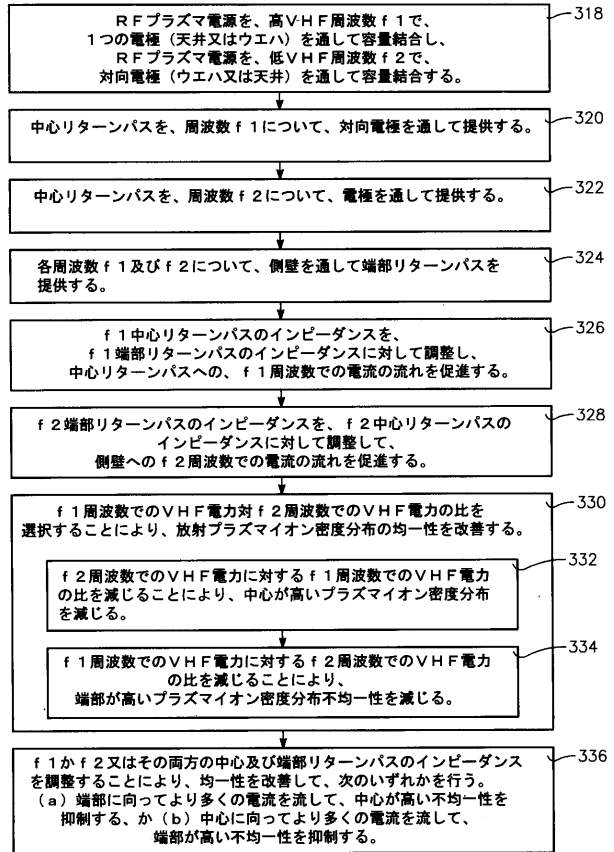 ＲＦプラズマ電源を、高ＶＨＦ周波数ｆ１で、
１つの電極（天井又はウエハ）を通して容量結合し、
ＲＦプラズマ電源を、低ＶＨＦ周波数ｆ２で、
対向電極（ウエハ又は天井）を通して容量結合する。
318
中心リターンパスを、周波数ｆ１について、対向電極を通して提供する。
320
中心リターンパスを、周波数ｆ２について、電極を通して提供する。
322
各周波数ｆ１及びｆ２について、側壁を通して端部リターンパスを
提供する。
324
ｆ１中心リターンパスのインピーダンスを、
ｆ１端部リターンパスのインピーダンスに対して調整し、
中心リターンパスへの、ｆ１周波数での電流の流れを促進する。
326
ｆ２端部リターンパスのインピーダンスを、ｆ２中心リターンパスの
インピーダンスに対して調整して、
側壁へのｆ２周波数での電流の流れを促進する。
328
ｆ１周波数でのＶＨＦ電力対ｆ２周波数でのＶＨＦ電力の比を
選択することにより、放射プラズマイオン密度分布の均一性を改善する。
330
ｆ２周波数でのＶＨＦ電力に対するｆ１周波数でのＶＨＦ電力
の比を減じることにより、中心が高いプラズマイオン密度分布
を減じる。
332
ｆ１周波数でのＶＨＦ電力に対するｆ２周波数でのＶＨＦ電力
の比を減じることにより、
端部が高いプラズマイオン密度分布不均一性を減じる。
334
ｆ１かｆ２又はその両方の中心及び端部リターンパスのインピーダンス
を調整することにより、均一性を改善して、次のいずれかを行う。
（ａ）端部に向ってより多くの電流を流して、中心が高い不均一性を
抑制する、か（ｂ）中心に向ってより多くの電流を流して、
端部が高い不均一性を抑制する。
336